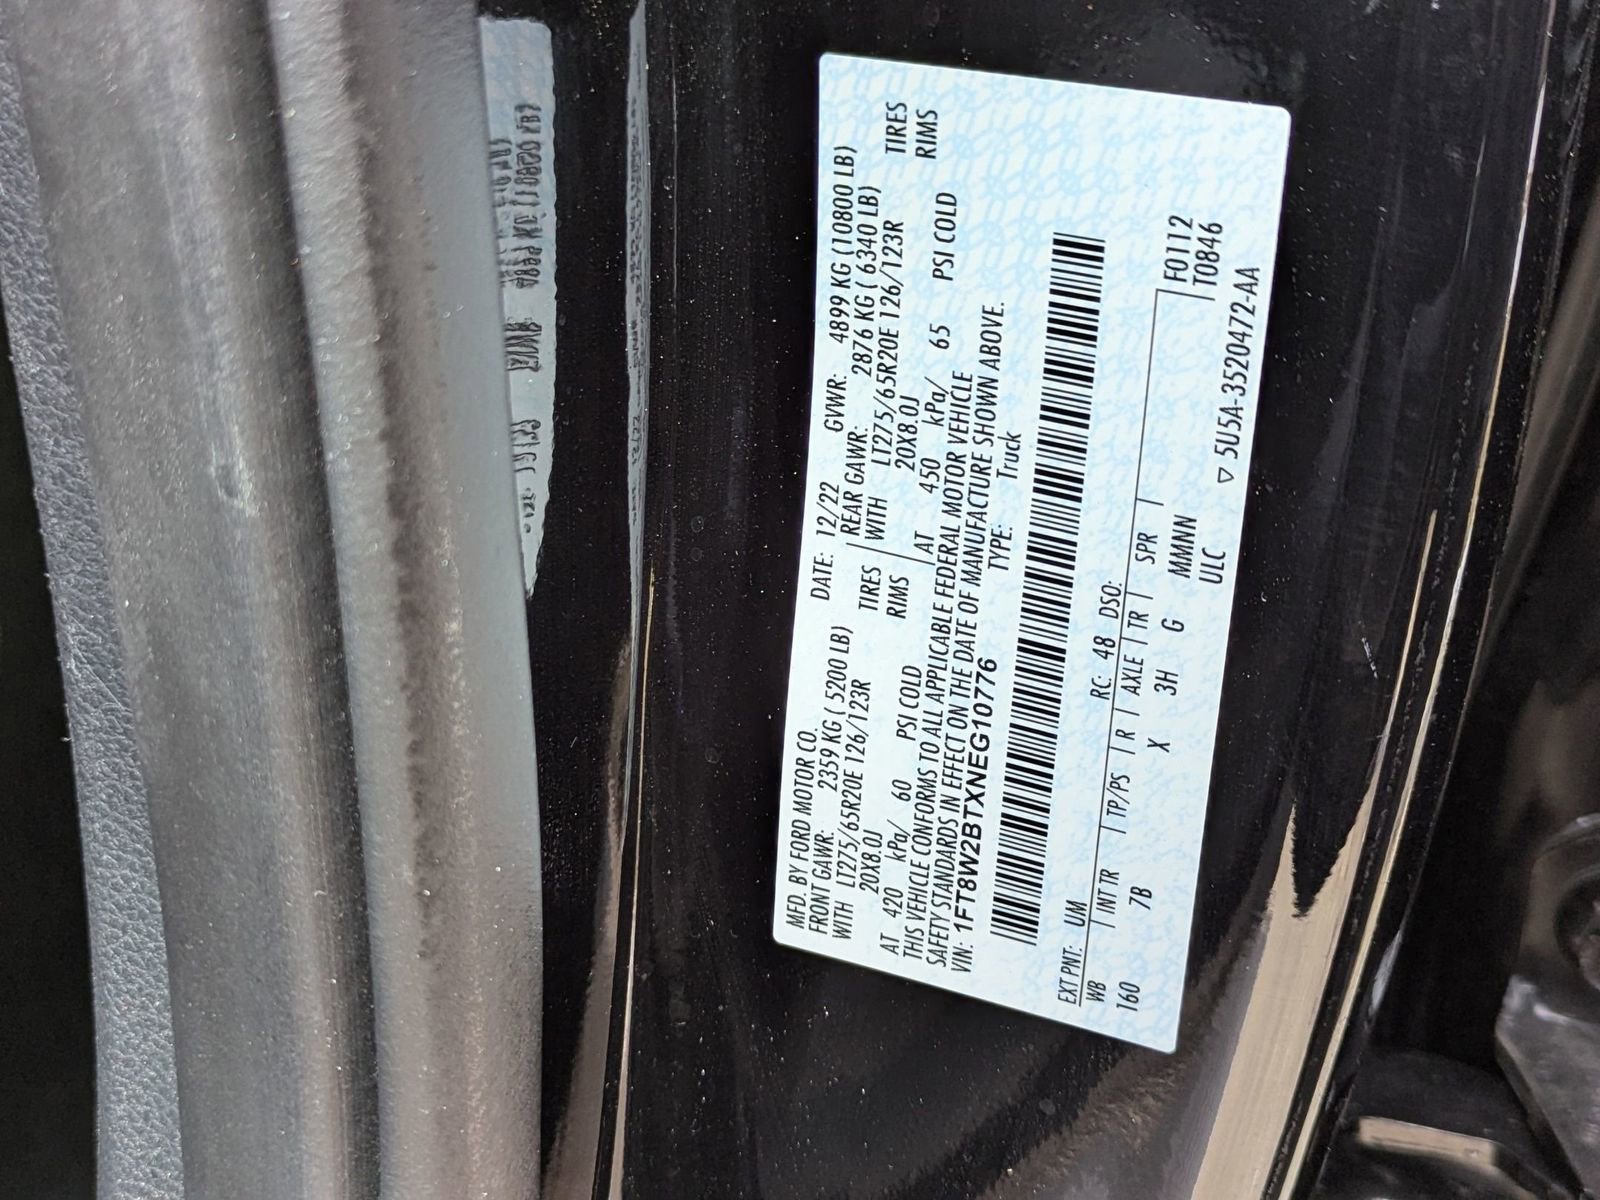 MFD. BY FORD MOTOR CO. DATE: 12/22 GVWR: 4899 KG (10800 LB)
FRONT GAWR: 2359 KG ( 5200 LB) REAR GAWR: 2876 KG ( 6340 LB)
WITH LT275/65R20E 126/123R TIRES WITH LT275/65R20E 126/123R TIRES
20X8.0J RIMS 20X8.0J RIMS
AT 420 kPa/ 60 PSI COLD AT 450 kPa/ 65 PSI COLD
THIS VEHICLE CONFORMS TO ALL APPLICABLE FEDERAL MOTOR VEHICLE
SAFETY STANDARDS IN EFFECT ON THE DATE OF MANUFACTURE SHOWN ABOVE.
VIN: 1FT8W2BTXNEG10776 TYPE: Truck
EXT PNT: UM RC: 48 DSO:
WB INT TR TP/PS R AXLE TR SPR F0112
160 7B X 3H G MMNN T0846
ULC
▽ 5U5A-3520472-AA